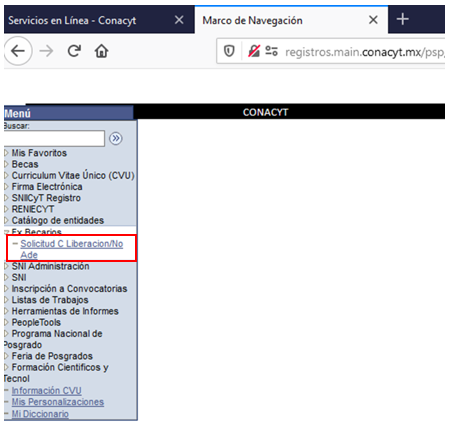 Servicios en Línea - Conacyt
Marco de Navegación
registros.main.conacyt.mx/psp,
Menú
CONACYT
Buscar:
Mis Favoritos
Becas
Curriculum Vitae Único (CVU)
Firma Electrónica
SNIICyT Registro
RENIECYT
Catálogo de entidades
Ex Becarios
Solicitud C Liberacion/No
Ade
SNI Administración
SNI
Inscripción a Convocatorias
Listas de Trabajos
Herramientas de Informes
PeopleTools
Programa Nacional de
Posgrado
Feria de Posgrados
Formación Cientificos y
Tecnol
Información CVU
Mis Personalizaciones
Mi Diccionario